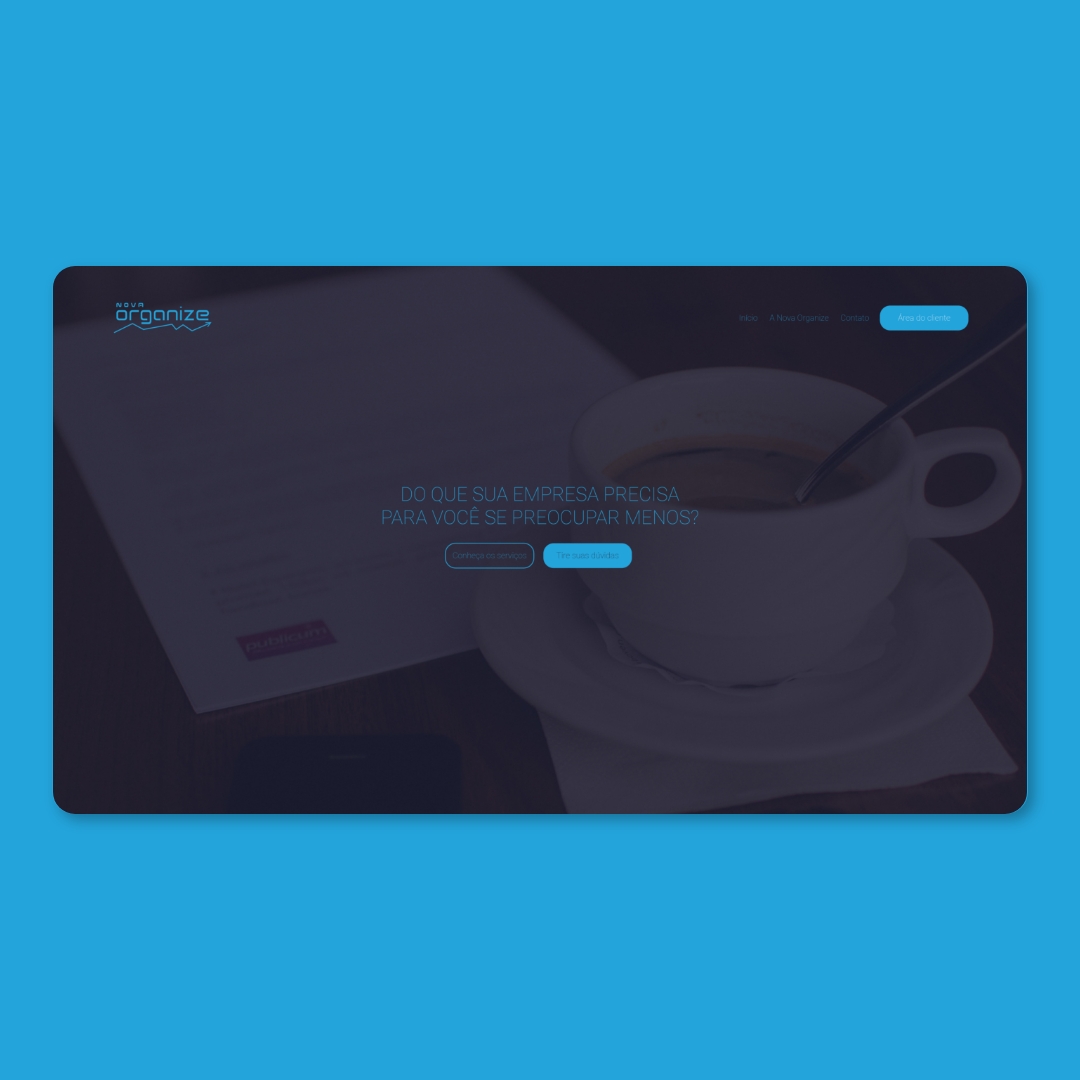 NOVA
organize
Início A Nova Organize Contato Área do cliente
DO QUE SUA EMPRESA PRECISA
PARA VOCÊ SE PREOCUPAR MENOS?
Conheça os serviços Tire suas dúvidas
publicum